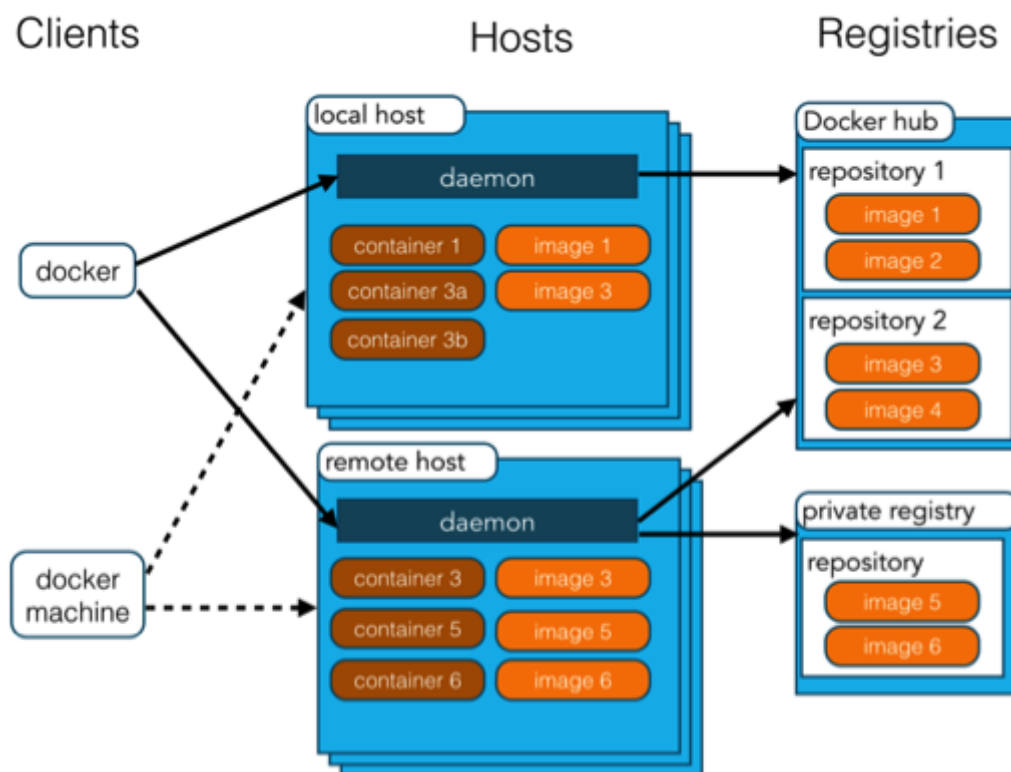 Clients
Hosts
Registries
local host
daemon
container 1
image 1
container 3a
image 3
container 3b
docker
docker
machine
remote host
daemon
container 3
image 3
container 5
image 5
container 6
image 6
Docker hub
repository 1
image 1
image 2
repository 2
image 3
image 4
private registry
repository
image 5
image 6